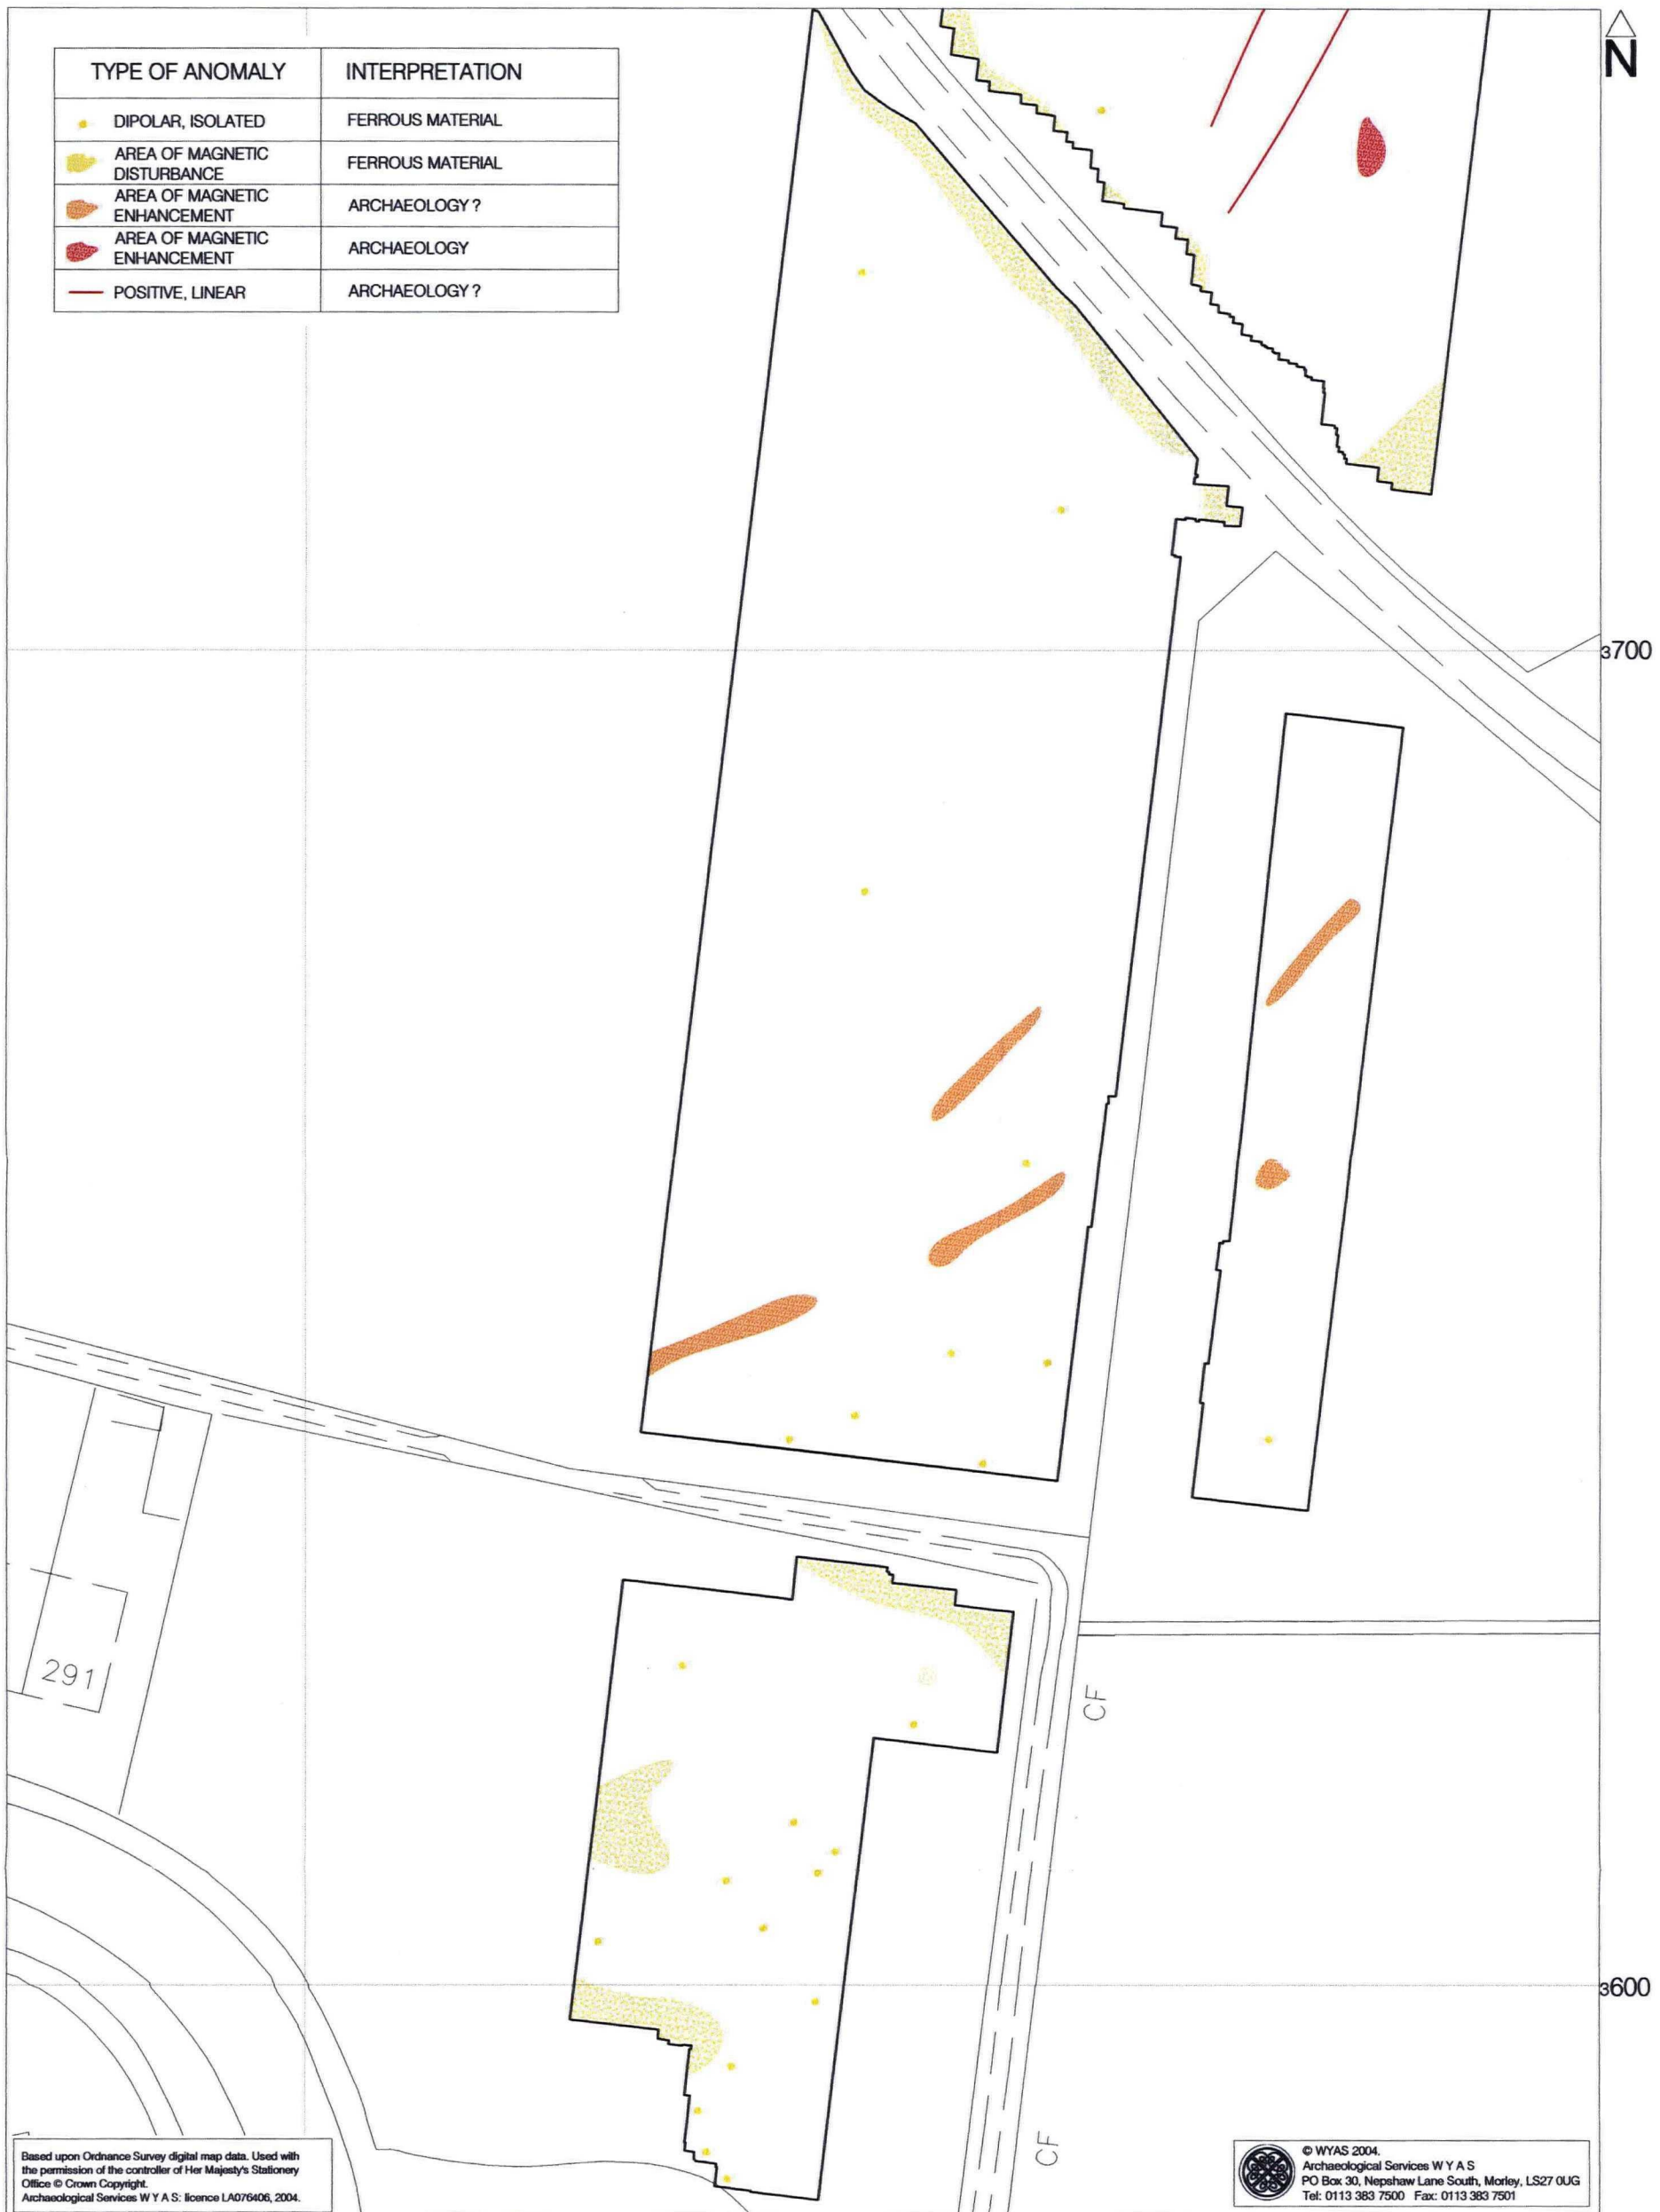 N
TYPE OF ANOMALY INTERPRETATION
DIPOLAR, ISOLATED FERROUS MATERIAL
AREA OF MAGNETIC DISTURBANCE FERROUS MATERIAL
AREA OF MAGNETIC ENHANCEMENT ARCHAEOLOGY ?
AREA OF MAGNETIC ENHANCEMENT ARCHAEOLOGY
POSITIVE, LINEAR ARCHAEOLOGY ?
3700
291
CF
3600
CF
Based upon Ordnance Survey digital map data. Used with
the permission of the controller of Her Majesty's Stationery
Office © Crown Copyright.
Archaeological Services W Y A S: licence LA076406, 2004.
© WYAS 2004.
Archaeological Services W Y A S
PO Box 30, Nepshaw Lane South, Morley, LS27 0UG
Tel: 0113 383 7500 Fax: 0113 383 7501